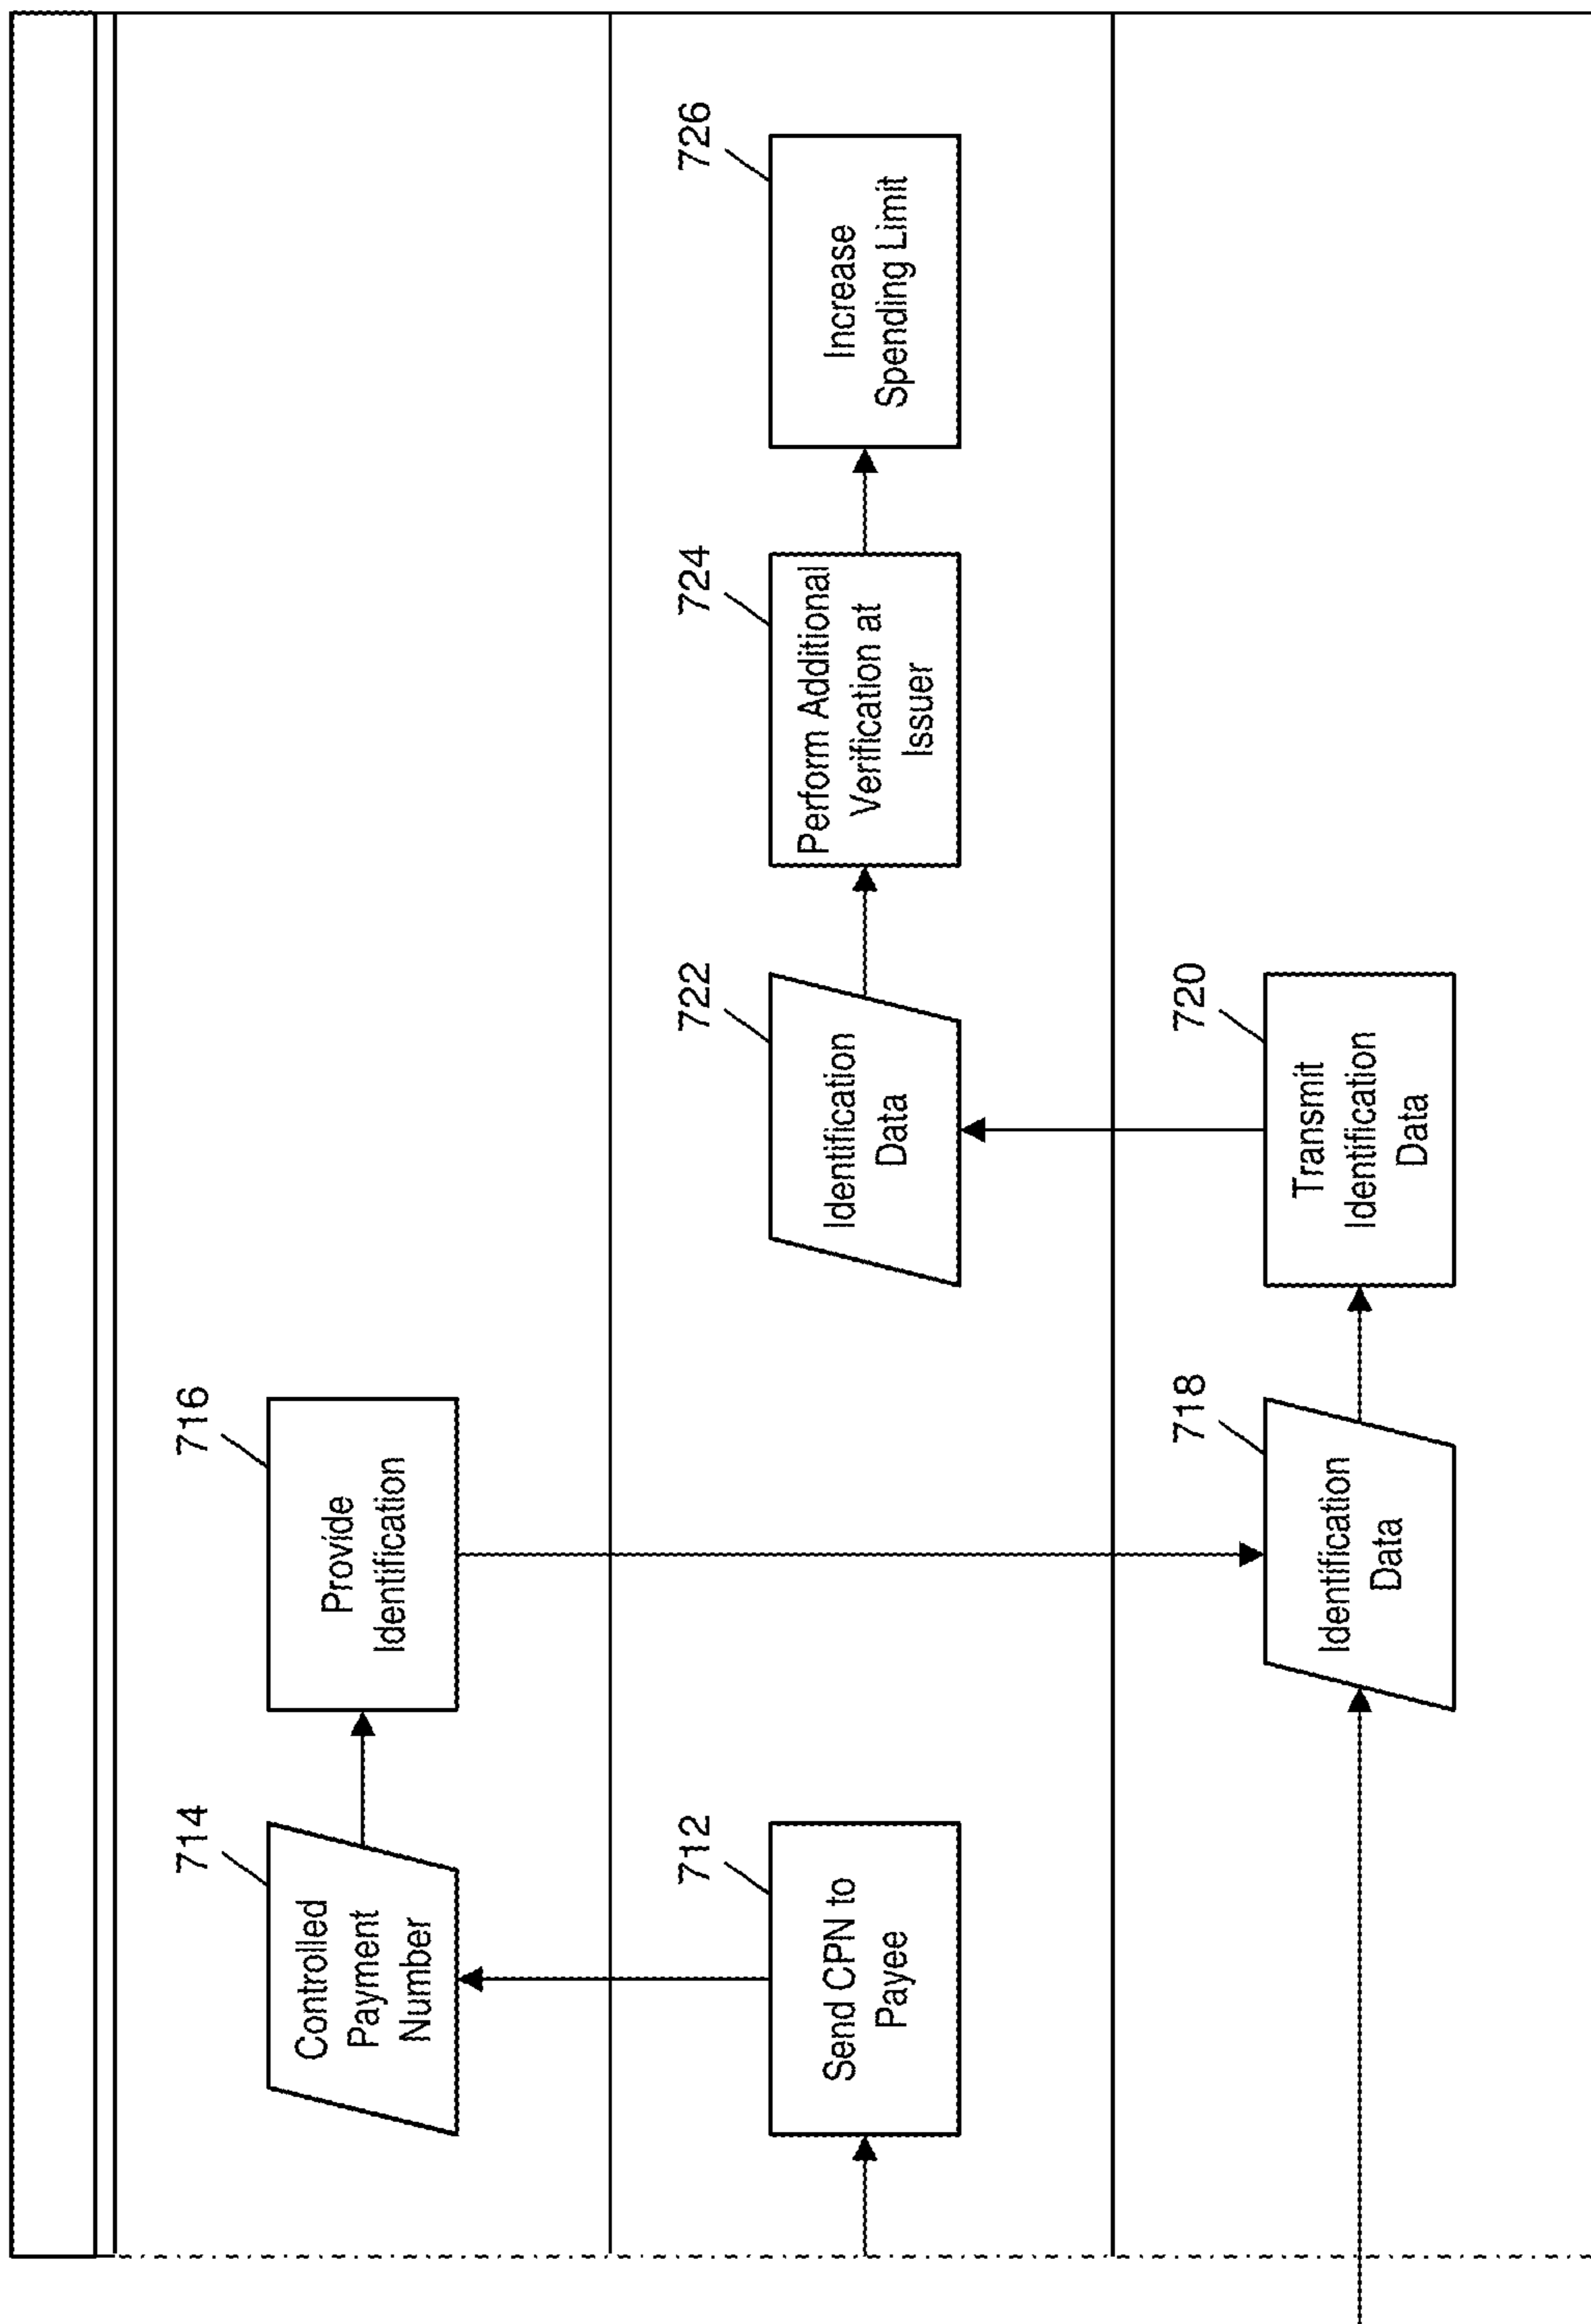 714
Controlled
Payment
Number
716
Provide
Identification
712
Send CPN to
Payee
722
Identification
Data
724
Perform Additional
Verification at
Issuer
726
Increase
Spending Limit
718
Identification
Data
720
Transmit
Identification
Data